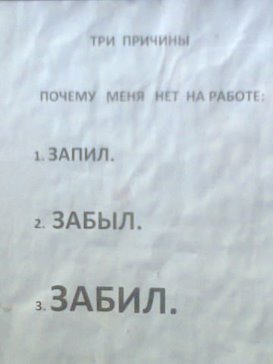 ТРИ ПРИЧИНЫ
ПОЧЕМУ МЕНЯ НЕТ НА РАБОТЕ:
1. ЗАПИЛ.
2. ЗАБЫЛ.
3. ЗАБИЛ.